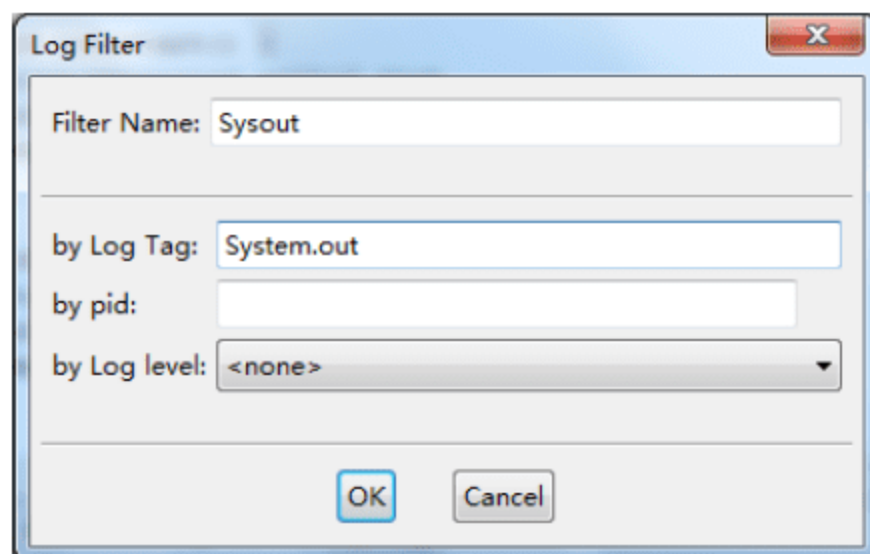 Log Filter
Filter Name: Sysout
by Log Tag: System.out
by pid:
by Log level: <none>
OK Cancel